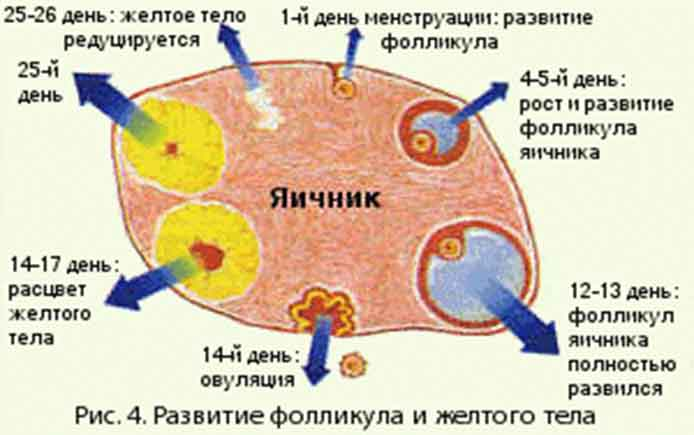 25-26 день: желтое тело
редуцируется
1-й день менструации: развитие
фолликула
25-й
день
4-5-й день:
рост и развитие
фолликула
яичника
Яичник
14-17 день:
расцвет
желтого
тела
12-13 день:
фолликул
яичника
полностью
развился
14-й день:
овуляция
Рис. 4. Развитие фолликула и желтого тела